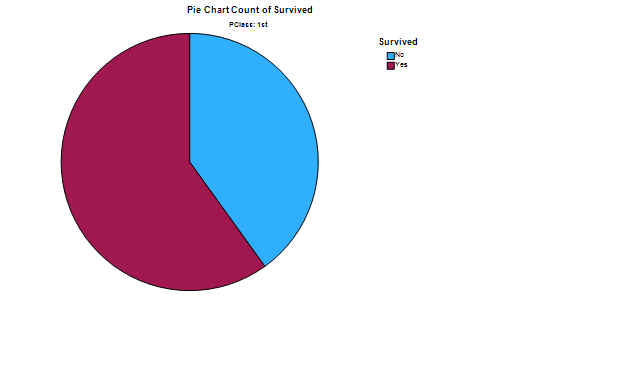 Pie Chart Count of Survived
PClass: 1st
Survived
No
Yes